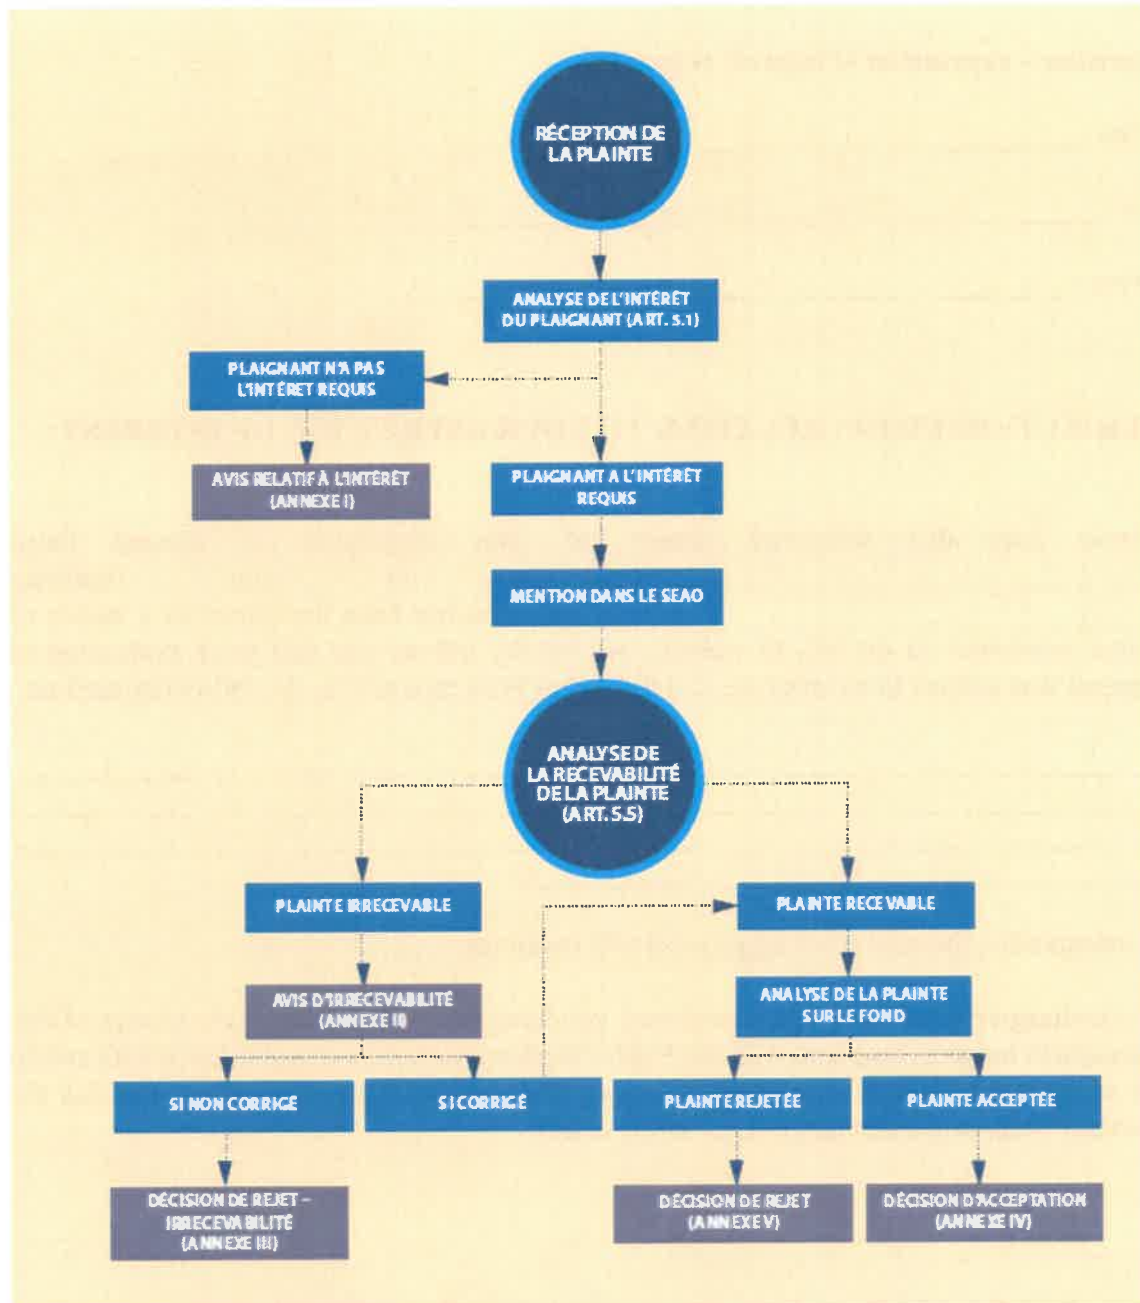 RÉCEPTION DE
LA PLAINTE
ANALYSE DE L'INTÉRÊT
DU PLAIGNANT (ART. 5.1)
PLAIGNANT N'A PAS
L'INTÉRET REQUIS
AVIS RELATIF À L'INTÉRÊT
(ANNEXE I)
PLAIGNANT A L'INTÉRÊT
REQUIS
MENTION DANS LE SEAO
ANALYSE DE
LA RECEVABILITÉ
DE LA PLAINTE
(ART. 5.5)
PLAINTE IRRECEVABLE
PLAINTE RECEVABLE
AVIS D'IRRECEVABILITÉ
(ANNEXE II)
ANALYSE DE LA PLAINTE
SUR LE FOND
SI NON CORRIGÉ
SI CORRIGÉ
PLAINTE REJETÉE
PLAINTE ACCEPTÉE
DÉCISION DE REJET –
IRRECEVABILITÉ
(ANNEXE III)
DÉCISION DE REJET
(ANNEXE V)
DÉCISION D'ACCEPTATION
(ANNEXE IV)